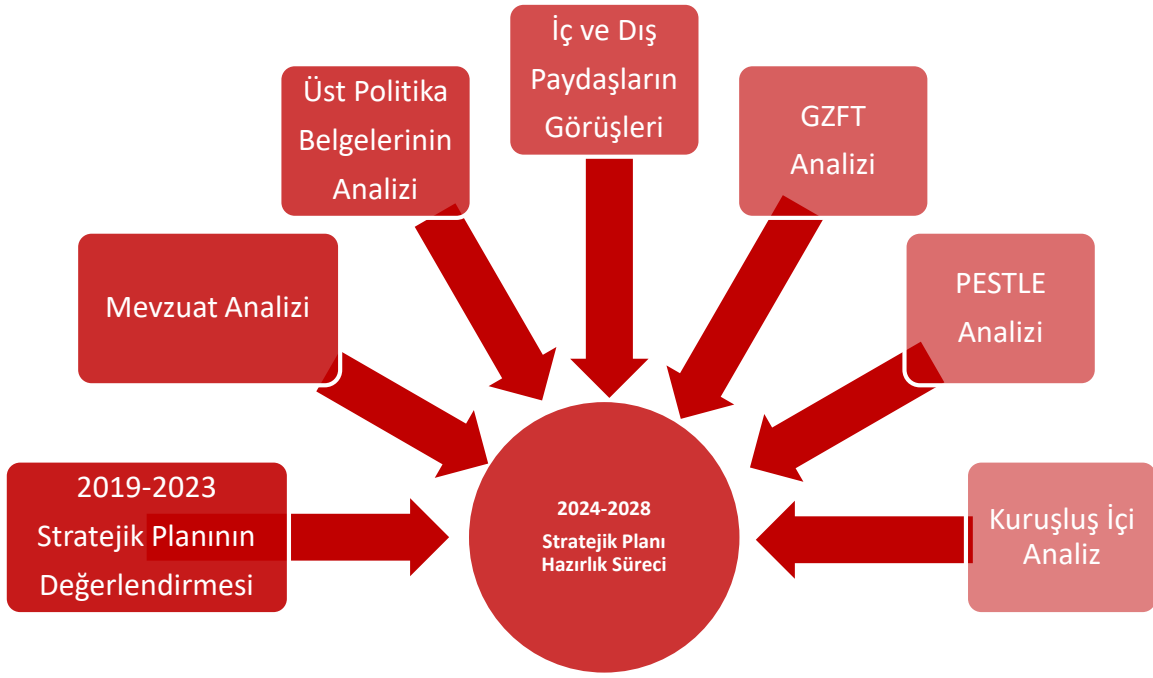 2019-2023
Stratejik Planının
Değerlendirmesi
Mevzuat Analizi
Üst Politika
Belgelerinin
Analizi
İç ve Dış
Paydaşların
Görüşleri
GZFT
Analizi
PESTLE
Analizi
Kuruşluş İçi
Analiz
2024-2028
Stratejik Planı
Hazırlık Süreci